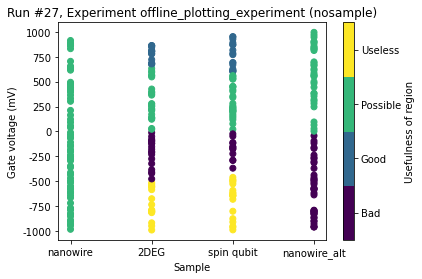 Run #27, Experiment offline_plotting_experiment (nosample)
1000
750
500
250
0
-250
-500
-750
-1000
Gate voltage (mV)
nanowire 2DEG spin qubit nanowire_alt
Sample
Useless
Possible
Good
Bad
Usefulness of region